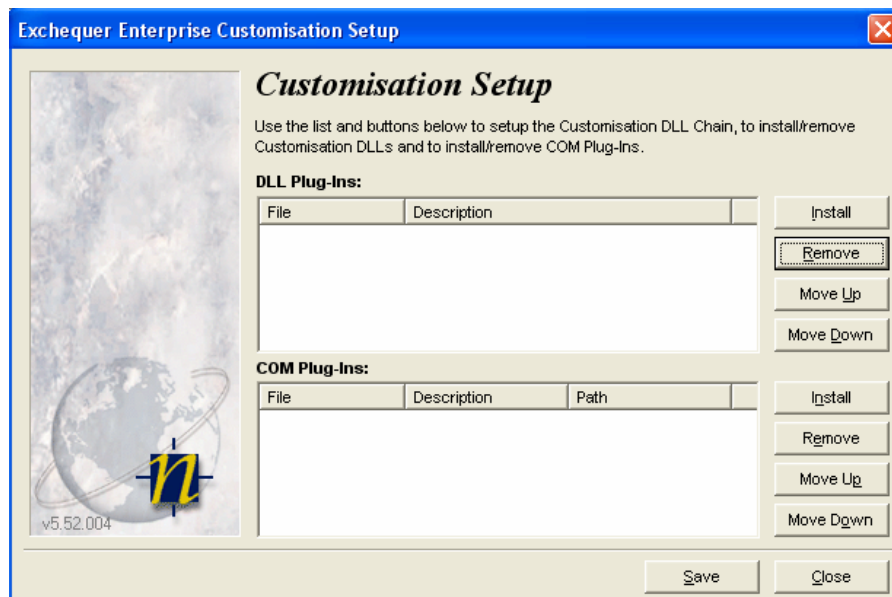 Exchequer Enterprise Customisation Setup
Customisation Setup
Use the list and buttons below to setup the Customisation DLL Chain, to install/remove
Customisation DLLs and to install/remove COM Plug-Ins.
DLL Plug-Ins:
File Description
Install
Remove
Move Up
Move Down
COM Plug-Ins:
File Description Path
Install
Remove
Move Up
Move Down
n
v5.52.004
Save Close